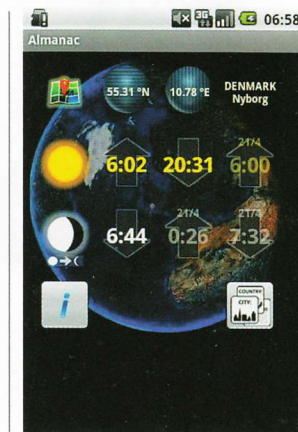 3G 06:58
Almanac
55.31 °N 10.78 °E DENMARK
Nyborg
21/4
6:02 20:31 6:00
21/4 21/4
6:44 0:26 7:32
i
COUNTRY:
CITY: